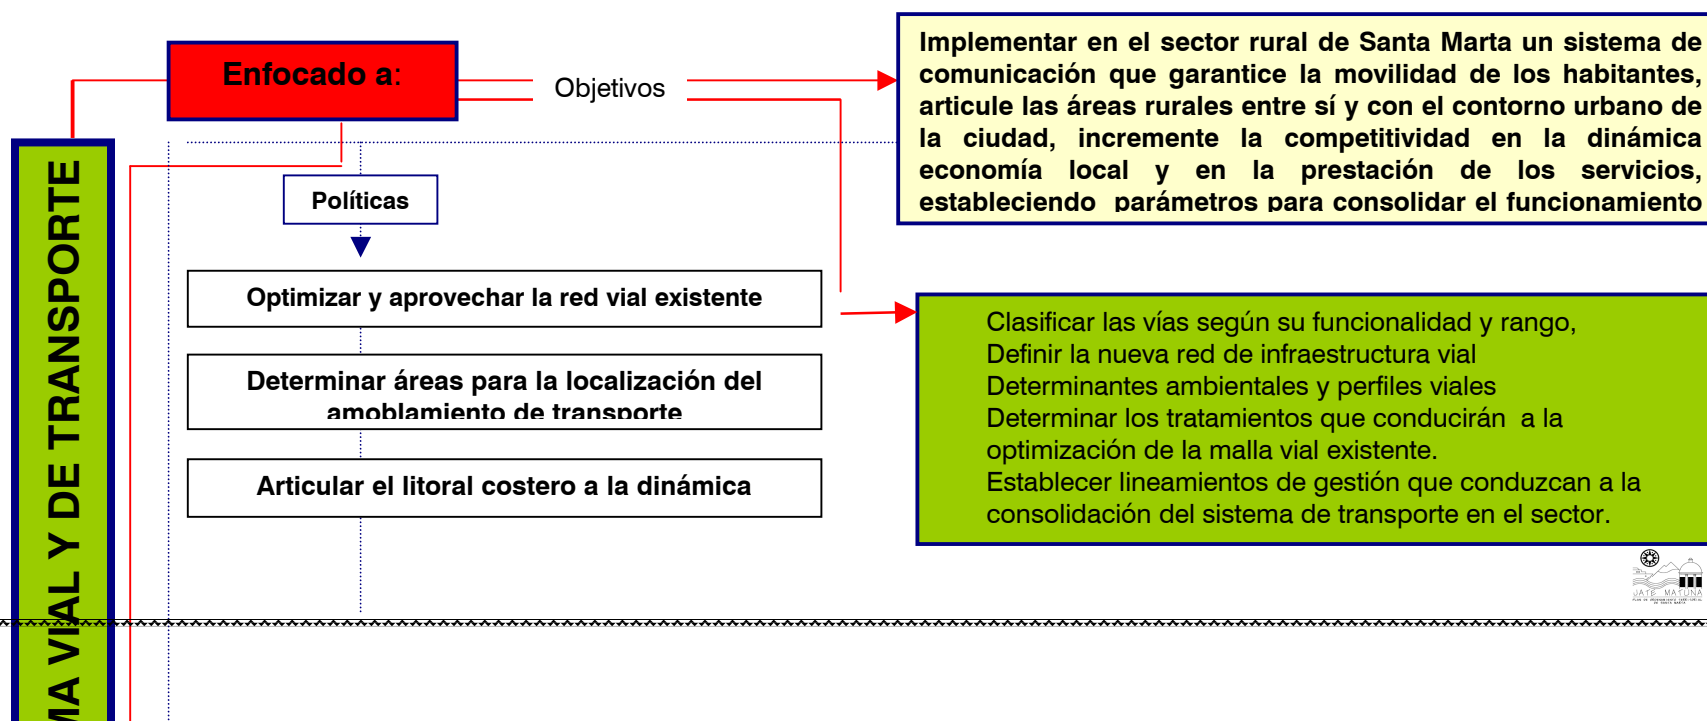 Enfocado a:
Objetivos
Implementar en el sector rural de Santa Marta un sistema de
comunicación que garantice la movilidad de los habitantes,
articule las áreas rurales entre sí y con el contorno urbano de
la ciudad, incremente la competitividad en la dinámica
economía local y en la prestación de los servicios,
estableciendo parámetros para consolidar el funcionamiento
Políticas
Optimizar y aprovechar la red vial existente
Determinar áreas para la localización del
amoblamiento de transporte
Articular el litoral costero a la dinámica
Clasificar las vías según su funcionalidad y rango,
Definir la nueva red de infraestructura vial
Determinantes ambientales y perfiles viales
Determinar los tratamientos que conducirán a la
optimización de la malla vial existente.
Establecer lineamientos de gestión que conduzcan a la
consolidación del sistema de transporte en el sector.
MA VIAL Y DE TRANSPORTE
JATE MATUNA